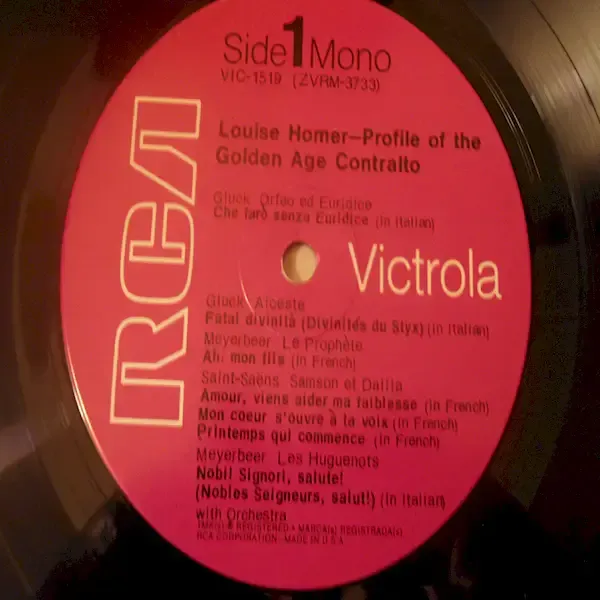 Side 1 Mono
VIC-1519 (ZVRM-3733)
RCA
Louise Homer—Profile of the
Golden Age Contralto
Gluck Orfeo ed Euridice
Che farò senza Euridice (in Italian)
Victrola
Gluck Alceste
Fatal divinità (Divinités du Styx) (in Italian)
Meyerbeer Le Prophète
Ah, mon fils (in French)
Saint-Saëns Samson et Dalila
Amour, viens aider ma faiblesse (in French)
Mon coeur s'ouvre à ta voix (in French)
Printemps qui commence (in French)
Meyerbeer Les Huguenots
Nobil Signori, salute!
(Nobles Seigneurs, salut!) (in Italian)
with Orchestra
TMK(s) ® REGISTERED • MARCA(s) REGISTRADA(s)
RCA CORPORATION - MADE IN U.S.A.